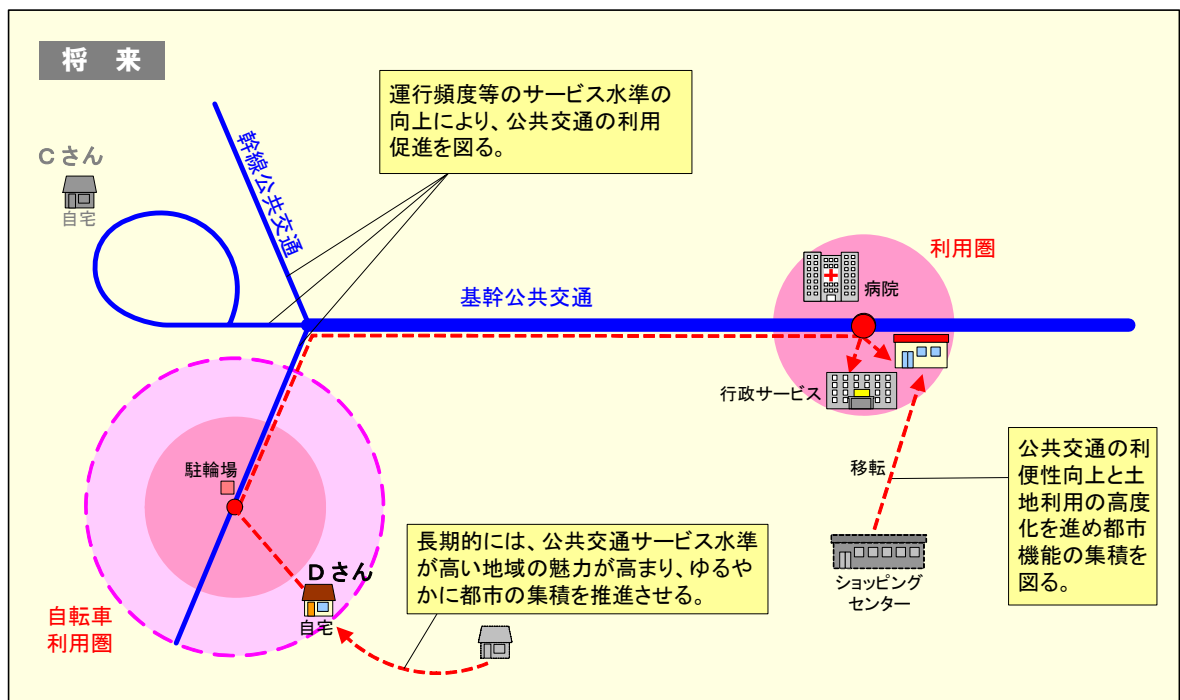 将 来
運行頻度等のサービス水準の
向上により、公共交通の利用
促進を図る。
Cさん
自宅
幹線公共交通
基幹公共交通
利用圏
病院
行政サービス
移転
公共交通の利
便性向上と土
地利用の高度
化を進め都市
機能の集積を
図る。
ショッピング
センター
駐輪場
長期的には、公共交通サービス水準
が高い地域の魅力が高まり、ゆるや
かに都市の集積を推進させる。
Dさん
自宅
自転車
利用圏